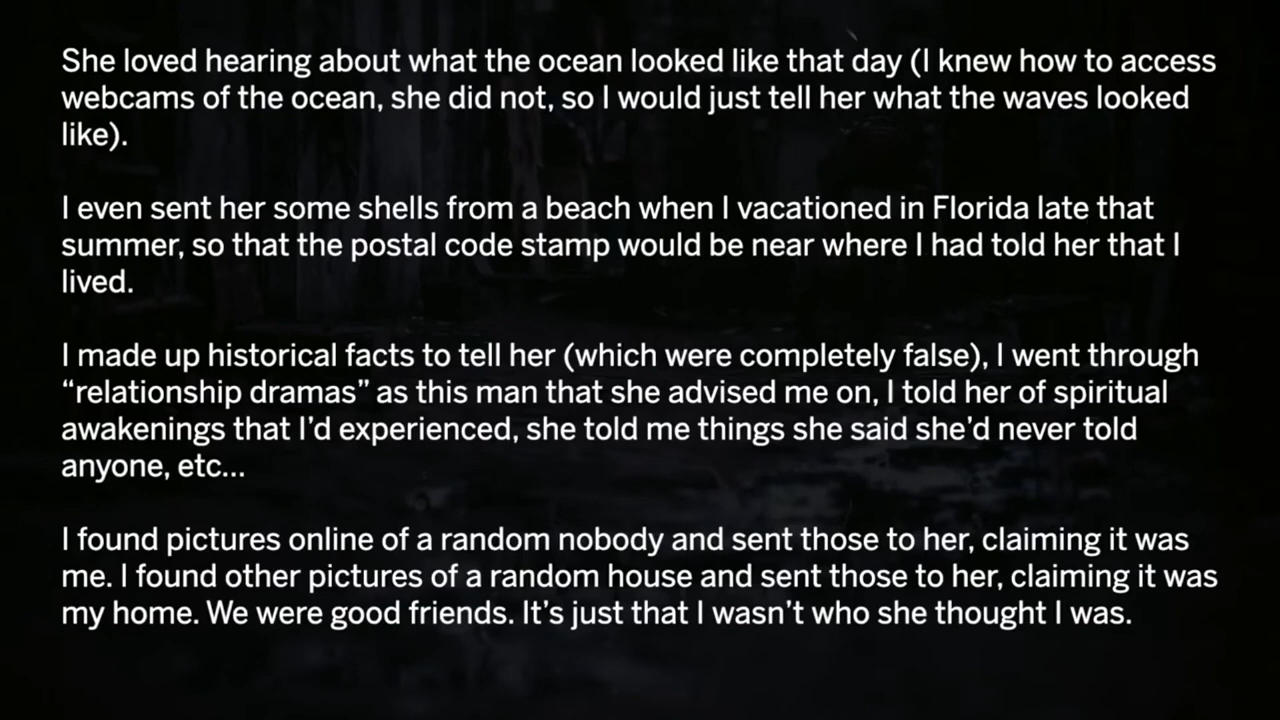 She loved hearing about what the ocean looked like that day (I knew how to access
webcams of the ocean, she did not, so I would just tell her what the waves looked
like).
I even sent her some shells from a beach when I vacationed in Florida late that
summer, so that the postal code stamp would be near where I had told her that I
lived.
I made up historical facts to tell her (which were completely false), I went through
“relationship dramas” as this man that she advised me on, I told her of spiritual
awakenings that I’d experienced, she told me things she said she’d never told
anyone, etc...
I found pictures online of a random nobody and sent those to her, claiming it was
me. I found other pictures of a random house and sent those to her, claiming it was
my home. We were good friends. It’s just that I wasn’t who she thought I was.